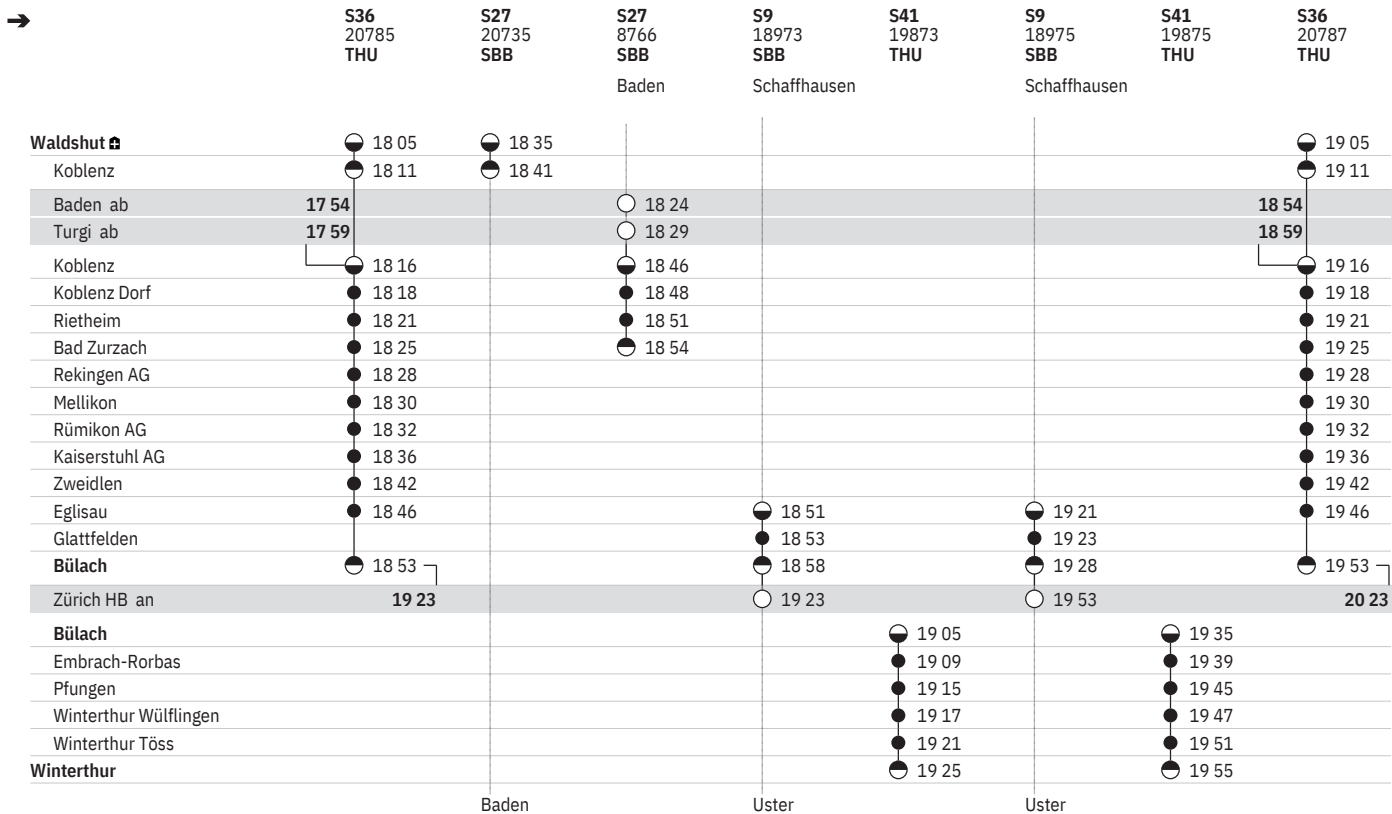 ➔ S36 S27 S27 S9 S41 S9 S41 S36
20785 20735 8766 18973 19873 18975 19875 20787
THU SBB SBB SBB THU SBB THU THU
Baden Schaffhausen Schaffhausen
Waldshut 18 05 18 35 19 05
Koblenz 18 11 18 41 19 11
Baden ab 17 54 18 24 18 54
Turgi ab 17 59 18 29 18 59
Koblenz 18 16 18 46 19 16
Koblenz Dorf 18 18 18 48 19 18
Rietheim 18 21 18 51 19 21
Bad Zurzach 18 25 18 54 19 25
Rekingen AG 18 28 19 28
Mellikon 18 30 19 30
Rümikon AG 18 32 19 32
Kaiserstuhl AG 18 36 19 36
Zweidlen 18 42 19 42
Eglisau 18 46 18 51 19 21 19 46
Glattfelden 18 53 19 23
Bülach 18 53 18 58 19 28 19 53
Zürich HB an 19 23 19 23 19 53 20 23
Bülach 19 05 19 35
Embrach-Rorbas 19 09 19 39
Pfungen 19 15 19 45
Winterthur Wülflingen 19 17 19 47
Winterthur Töss 19 21 19 51
Winterthur 19 25 19 55
Baden Uster Uster